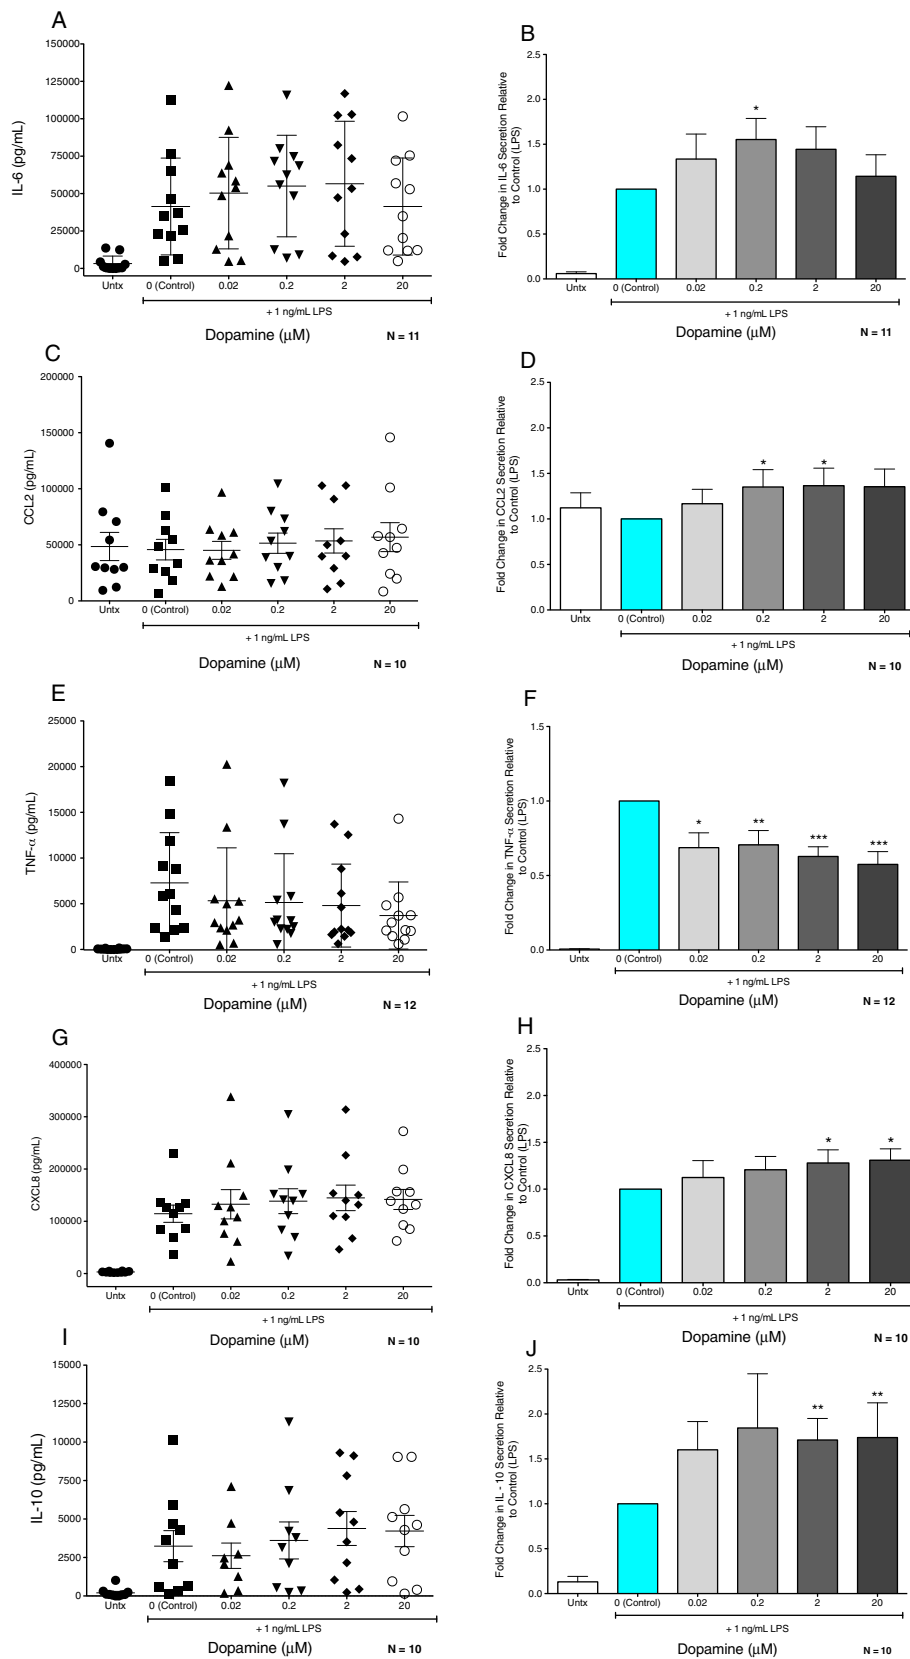 A
150000
125000
100000
75000
50000
25000
0
IL-6 (pg/mL)
Untx 0 (Control) 0.02 0.2 2 20
+ 1 ng/mL LPS
Dopamine (μM) N = 11
B
2.5
2.0
1.5
1.0
0.5
0.0
Fold Change in IL-6 Secretion Relative
to Control (LPS)
*
Untx 0 (Control) 0.02 0.2 2 20
+ 1 ng/mL LPS
Dopamine (μM) N = 11
C
200000
150000
100000
50000
0
CCL2 (pg/mL)
Untx 0 (Control) 0.02 0.2 2 20
+ 1 ng/mL LPS
Dopamine (μM) N = 10
D
2.5
2.0
1.5
1.0
0.5
0.0
Fold Change in CCL2 Secretion Relative
to Control (LPS)
* *
Untx 0 (Control) 0.02 0.2 2 20
+ 1 ng/mL LPS
Dopamine (μM) N = 10
E
25000
20000
15000
10000
5000
0
TNF-α (pg/mL)
Untx 0 (Control) 0.02 0.2 2 20
+ 1 ng/mL LPS
Dopamine (μM) N = 12
F
1.5
1.0
0.5
0.0
Fold Change in TNF-α Secretion Relative
to Control (LPS)
* ** *** ***
Untx 0 (Control) 0.02 0.2 2 20
+ 1 ng/mL LPS
Dopamine (μM) N = 12
G
400000
300000
200000
100000
0
CXCL8 (pg/mL)
Untx 0 (Control) 0.02 0.2 2 20
+ 1 ng/mL LPS
Dopamine (μM) N = 10
H
2.5
2.0
1.5
1.0
0.5
0.0
Fold Change in CXCL8 Secretion Relative
to Control (LPS)
* *
Untx 0 (Control) 0.02 0.2 2 20
+ 1 ng/mL LPS
Dopamine (μM) N = 10
I
15000
12500
10000
7500
5000
2500
0
IL-10 (pg/mL)
Untx 0 (Control) 0.02 0.2 2 20
+ 1 ng/mL LPS
Dopamine (μM) N = 10
J
2.5
2.0
1.5
1.0
0.5
0.0
Fold Change in IL - 10 Secretion Relative
to Control (LPS)
** **
Untx 0 (Control) 0.02 0.2 2 20
+ 1 ng/mL LPS
Dopamine (μM) N = 10